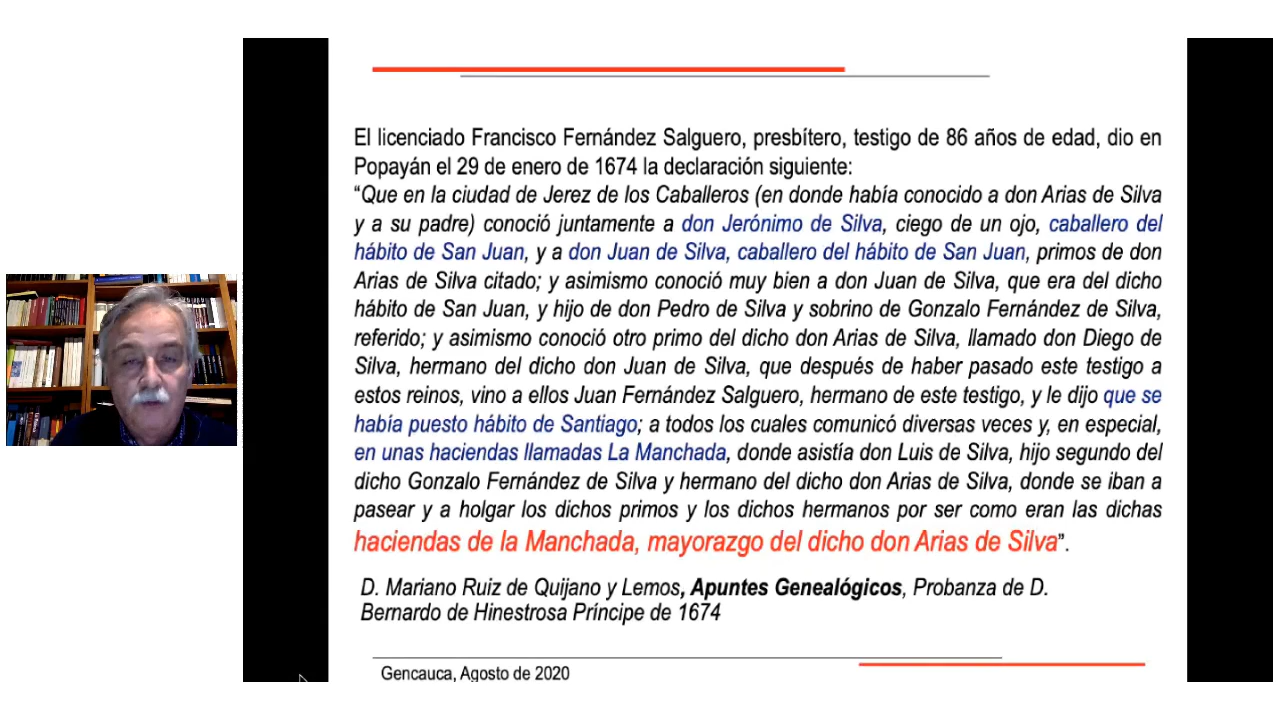 El licenciado Francisco Fernández Salguero, presbítero, testigo de 86 años de edad, dio en
Popayán el 29 de enero de 1674 la declaración siguiente:
“Que en la ciudad de Jerez de los Caballeros (en donde había conocido a don Arias de Silva
y a su padre) conoció juntamente a don Jerónimo de Silva, ciego de un ojo, caballero del
hábito de San Juan, y a don Juan de Silva, caballero del hábito de San Juan, primos de don
Arias de Silva citado; y asimismo conoció muy bien a don Juan de Silva, que era del dicho
hábito de San Juan, y hijo de don Pedro de Silva y sobrino de Gonzalo Fernández de Silva,
referido; y asimismo conoció otro primo del dicho don Arias de Silva, llamado don Diego de
Silva, hermano del dicho don Juan de Silva, que después de haber pasado este testigo a
estos reinos, vino a ellos Juan Fernández Salguero, hermano de este testigo, y le dijo que se
había puesto hábito de Santiago; a todos los cuales comunicó diversas veces y, en especial,
en unas haciendas llamadas La Manchada, donde asistía don Luis de Silva, hijo segundo del
dicho Gonzalo Fernández de Silva y hermano del dicho don Arias de Silva, donde se iban a
pasear y a holgar los dichos primos y los dichos hermanos por ser como eran las dichas
haciendas de la Manchada, mayorazgo del dicho don Arias de Silva”.
D. Mariano Ruiz de Quijano y Lemos, Apuntes Genealógicos, Probanza de D.
Bernardo de Hinestrosa Príncipe de 1674
Gencauca, Agosto de 2020